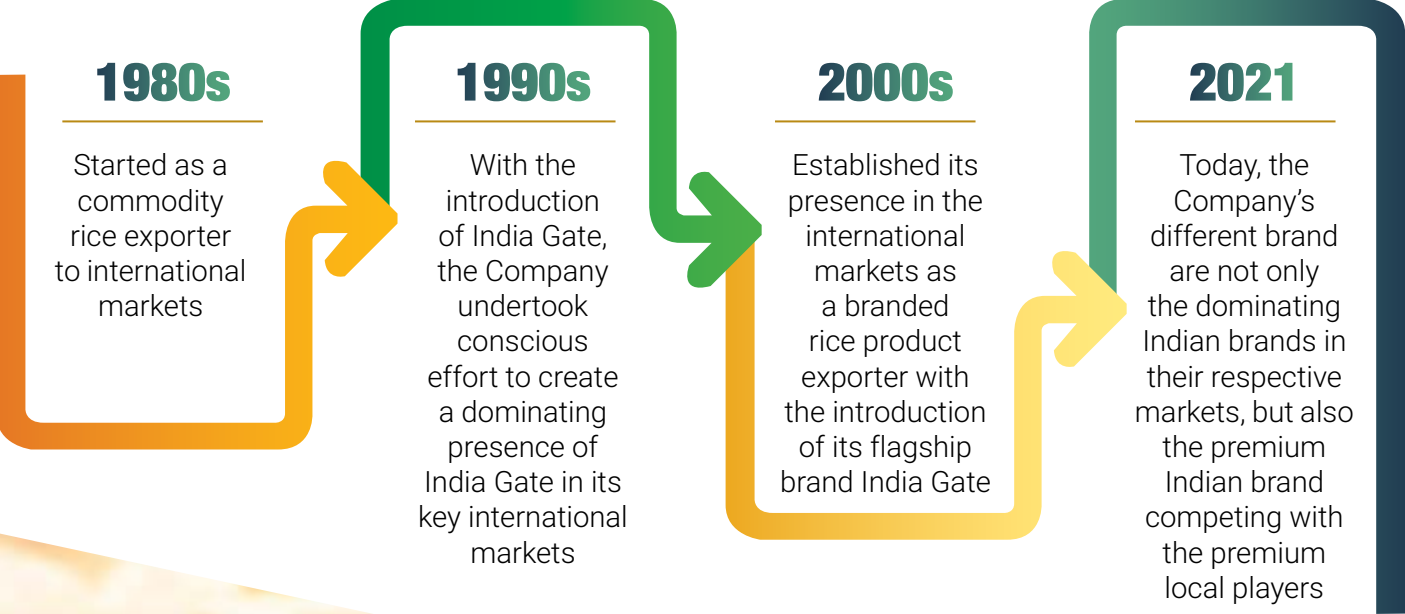 1980s
Started as a
commodity
rice exporter
to international
markets
1990s
With the
introduction
of India Gate,
the Company
undertook
conscious
effort to create
a dominating
presence of
India Gate in its
key international
markets
2000s
Established its
presence in the
international
markets as
a branded
rice product
exporter with
the introduction
of its flagship
brand India Gate
2021
Today, the
Company’s
different brand
are not only
the dominating
Indian brands in
their respective
markets, but also
the premium
Indian brand
competing with
the premium
local players